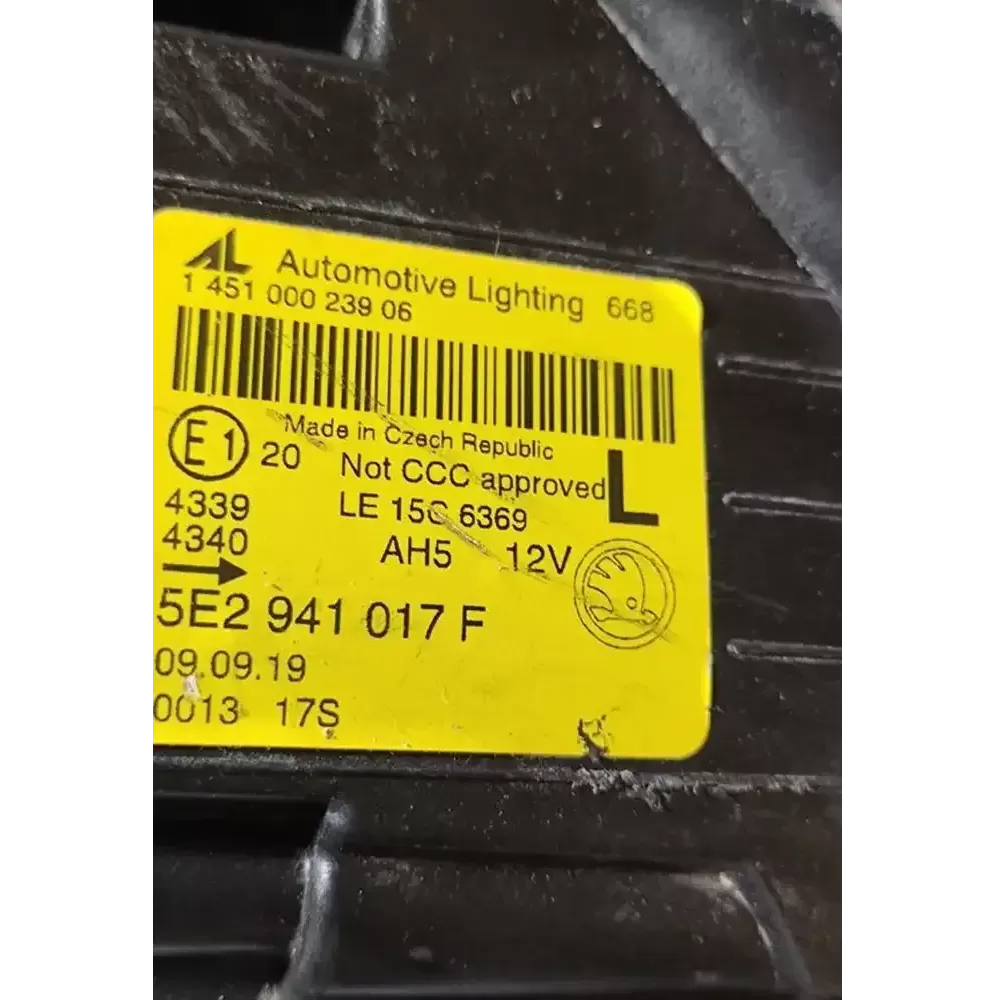 AL Automotive Lighting 668
1 451 000 239 06
Made in Czech Republic
E1 20 Not CCC approved L
4339 LE 15C 6369
4340 AH5 12V
5E2 941 017 F
09.09.19
0013 17S